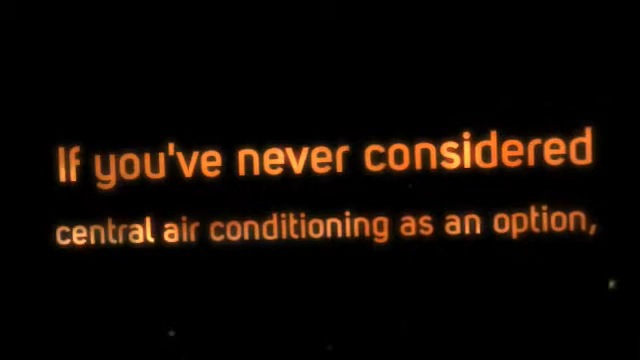 If you've never considered
central air conditioning as an option,